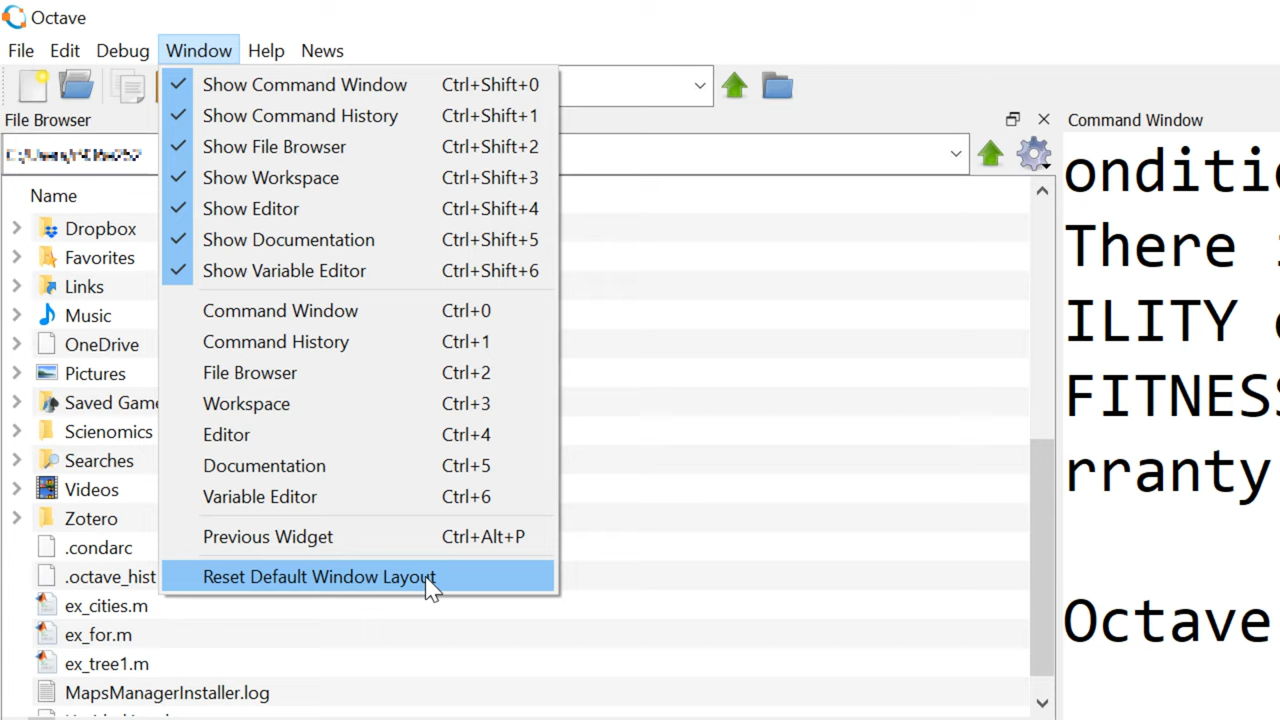 Octave
File Edit Debug Window Help News
Show Command Window Ctrl+Shift+0
Show Command History Ctrl+Shift+1
Show File Browser Ctrl+Shift+2
Show Workspace Ctrl+Shift+3
Show Editor Ctrl+Shift+4
Show Documentation Ctrl+Shift+5
Show Variable Editor Ctrl+Shift+6
Command Window Ctrl+0
Command History Ctrl+1
File Browser Ctrl+2
Workspace Ctrl+3
Editor Ctrl+4
Documentation Ctrl+5
Variable Editor Ctrl+6
Previous Widget Ctrl+Alt+P
Reset Default Window Layout
File Browser
Name
Dropbox
Favorites
Links
Music
OneDrive
Pictures
Saved Game
Scienomics
Searches
Videos
Zotero
.condarc
.octave_hist
ex_cities.m
ex_for.m
ex_tree1.m
MapsManagerInstaller.log
Command Window
onditio
There i
ILITY
FITNESS
rranty
Octave